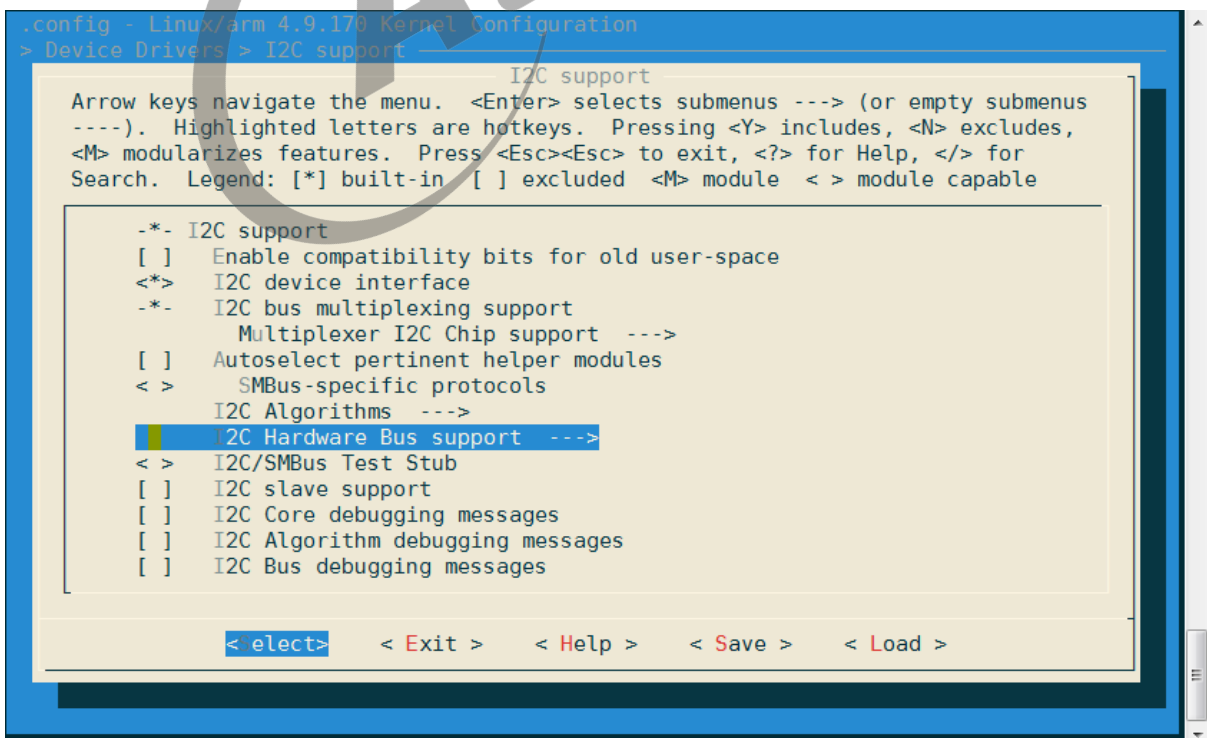 .config - Linux/arm 4.9.170 Kernel Configuration
> Device Drivers > I2C support
I2C support
Arrow keys navigate the menu.  <Enter> selects submenus ---> (or empty submenus
----).  Highlighted letters are hotkeys.  Pressing <Y> includes, <N> excludes,
<M> modularizes features.  Press <Esc><Esc> to exit, <?> for Help, </> for
Search.  Legend: [*] built-in  [ ] excluded  <M> module  < > module capable
-*- I2C support
[ ]   Enable compatibility bits for old user-space
<*>   I2C device interface
-*-   I2C bus multiplexing support
Multiplexer I2C Chip support  --->
[ ]   Autoselect pertinent helper modules
< >     SMBus-specific protocols
I2C Algorithms  --->
I2C Hardware Bus support  --->
< >   I2C/SMBus Test Stub
[ ]   I2C slave support
[ ]   I2C Core debugging messages
[ ]   I2C Algorithm debugging messages
[ ]   I2C Bus debugging messages
<Select>    < Exit >    < Help >    < Save >    < Load >